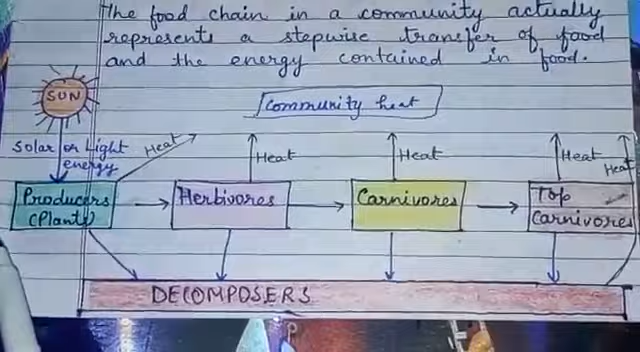 The food chain in a community actually
represents a stepwise transfer of food
and the energy contained in food.
SUN
Community heat
Solar or Light
energy
Heat
Heat
Heat
Heat
Heat
Producers
(Plants)
Herbivores
Carnivores
Top
Carnivores
DECOMPOSERS